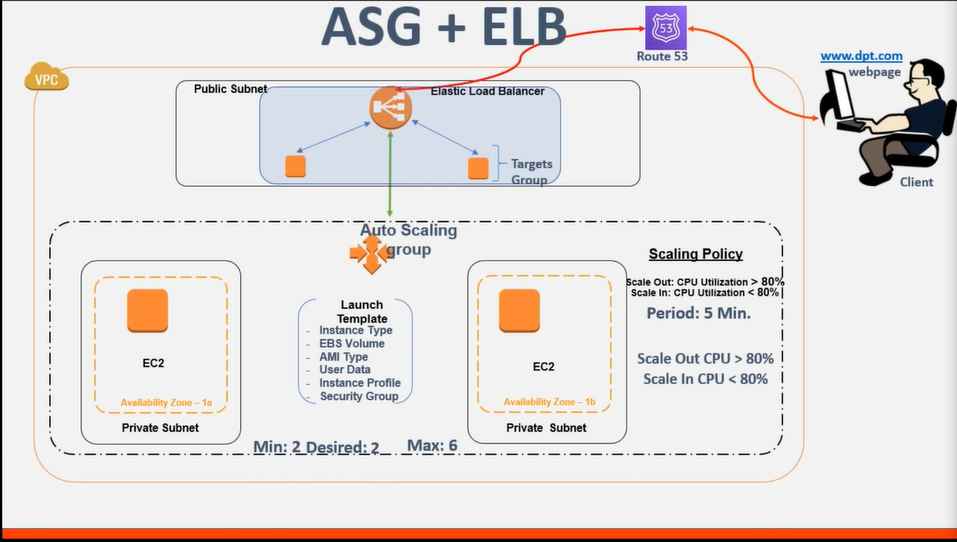 ASG + ELB
53
Route 53
www.dpt.com
webpage
Client
VPC
Public Subnet
Elastic Load Balancer
Targets
Group
Auto Scaling
group
Launch
Template
- Instance Type
- EBS Volume
- AMI Type
- User Data
- Instance Profile
- Security Group
EC2
Availability Zone – 1a
Private Subnet
EC2
Availability Zone – 1b
Private Subnet
Scaling Policy
Scale Out: CPU Utilization > 80%
Scale In: CPU Utilization < 80%
Period: 5 Min.
Scale Out CPU > 80%
Scale In CPU < 80%
Min: 2 Desired: 2 Max: 6